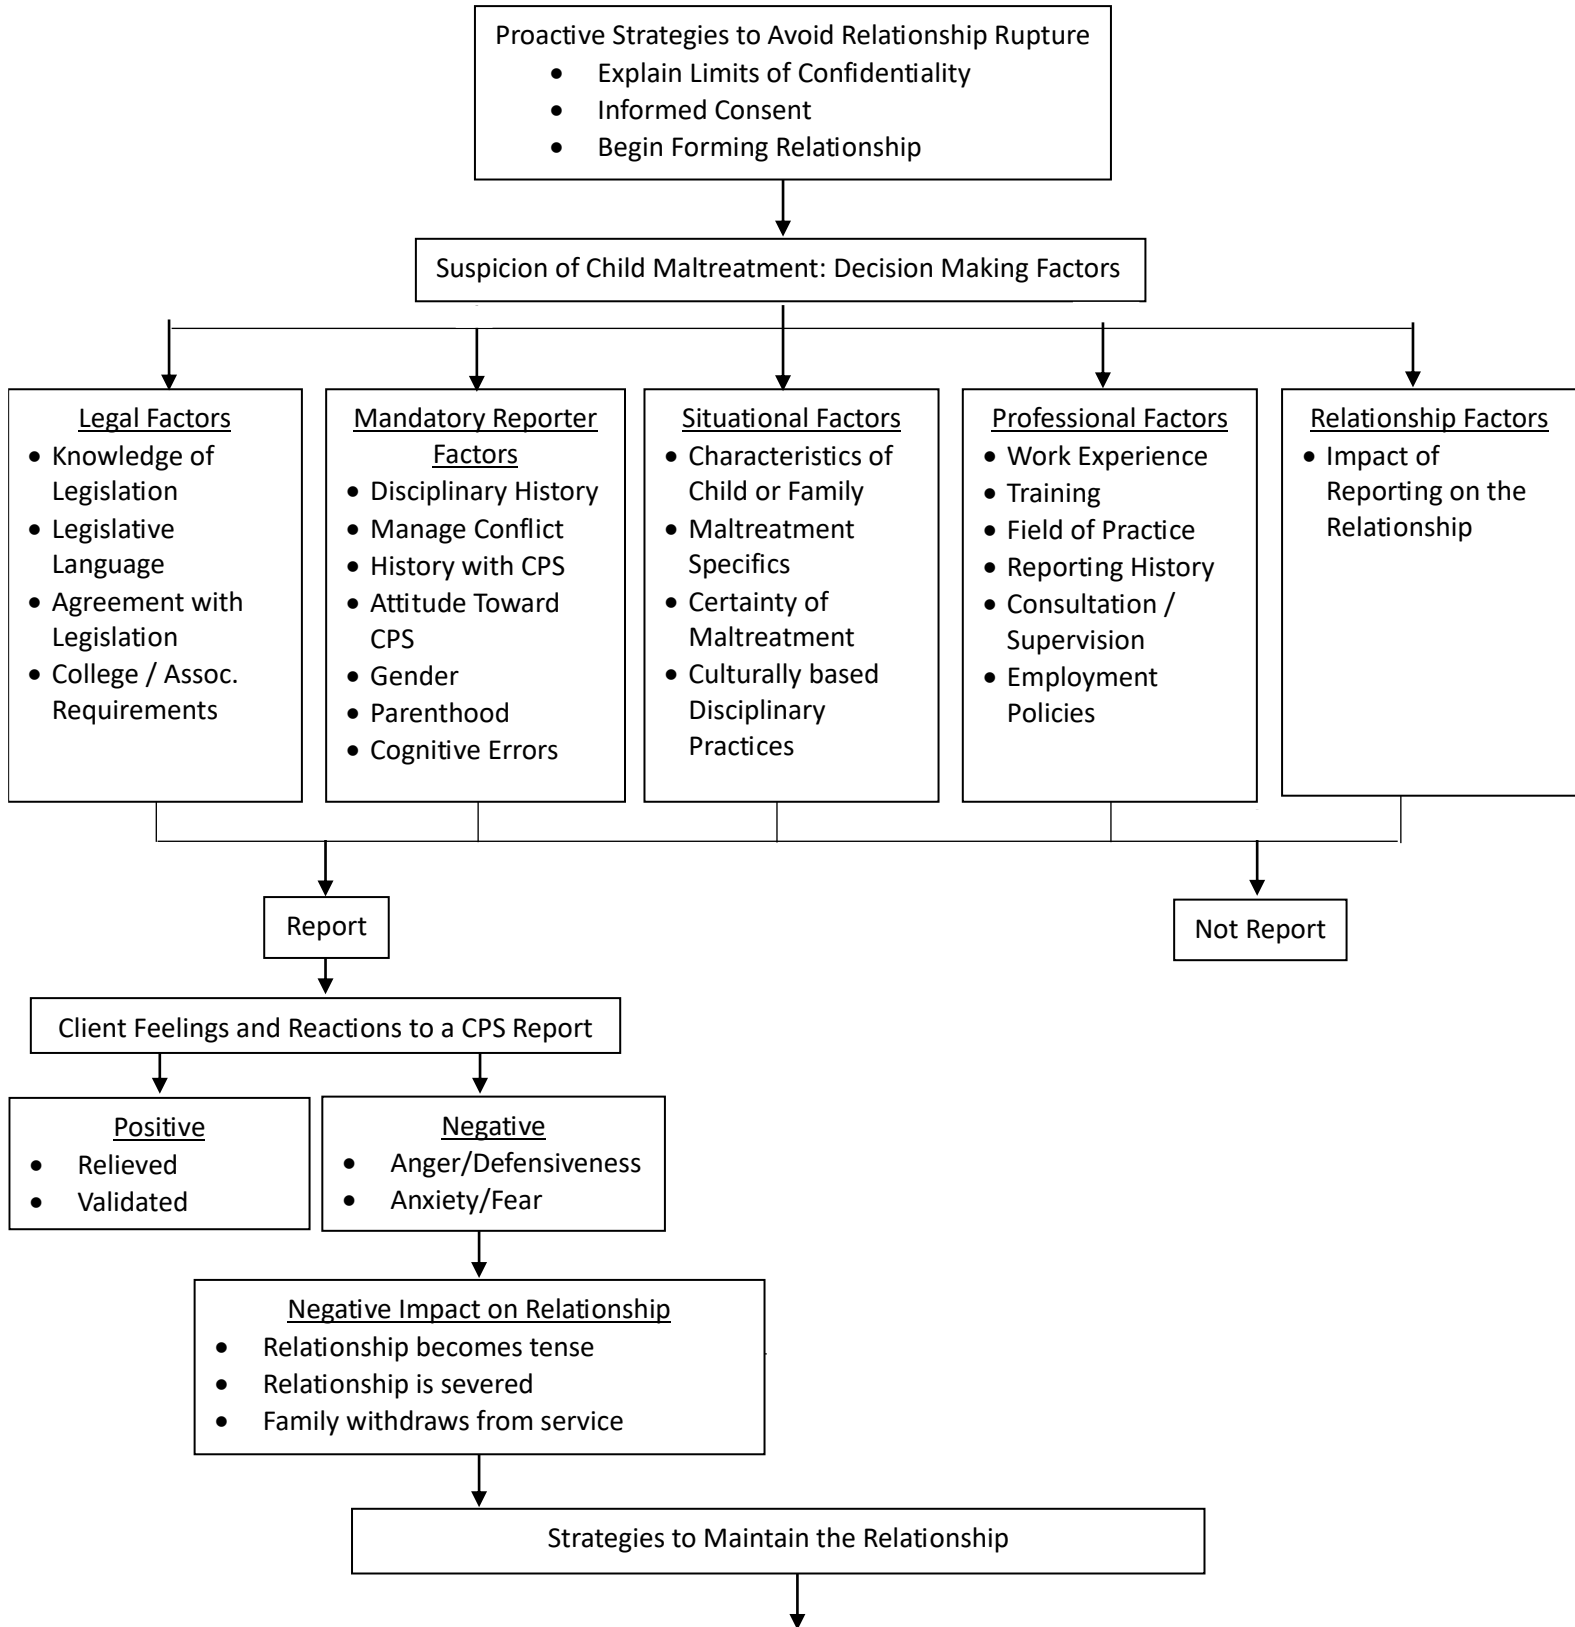 Proactive Strategies to Avoid Relationship Rupture
• Explain Limits of Confidentiality
• Informed Consent
• Begin Forming Relationship
Suspicion of Child Maltreatment: Decision Making Factors
Legal Factors
• Knowledge of
Legislation
• Legislative
Language
• Agreement with
Legislation
• College / Assoc.
Requirements
Mandatory Reporter
Factors
• Disciplinary History
• Manage Conflict
• History with CPS
• Attitude Toward
CPS
• Gender
• Parenthood
• Cognitive Errors
Situational Factors
• Characteristics of
Child or Family
• Maltreatment
Specifics
• Certainty of
Maltreatment
• Culturally based
Disciplinary
Practices
Professional Factors
• Work Experience
• Training
• Field of Practice
• Reporting History
• Consultation /
Supervision
• Employment
Policies
Relationship Factors
• Impact of
Reporting on the
Relationship
Report
Not Report
Client Feelings and Reactions to a CPS Report
Positive
• Relieved
• Validated
Negative
• Anger/Defensiveness
• Anxiety/Fear
Negative Impact on Relationship
• Relationship becomes tense
• Relationship is severed
• Family withdraws from service
Strategies to Maintain the Relationship